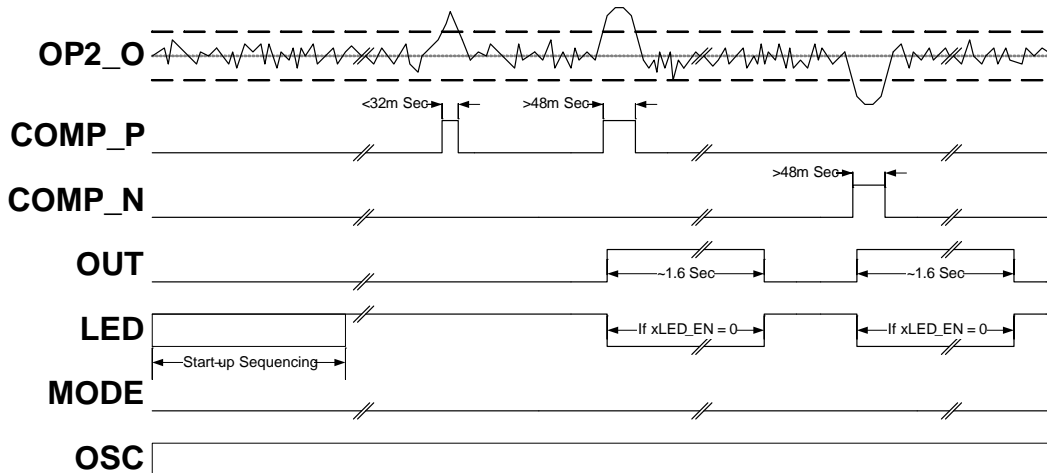 OP2_O
<32m Sec
>48m Sec
COMP_P
>48m Sec
COMP_N
OUT
~1.6 Sec
~1.6 Sec
LED
If xLED_EN = 0
If xLED_EN = 0
Start-up Sequencing
MODE
OSC